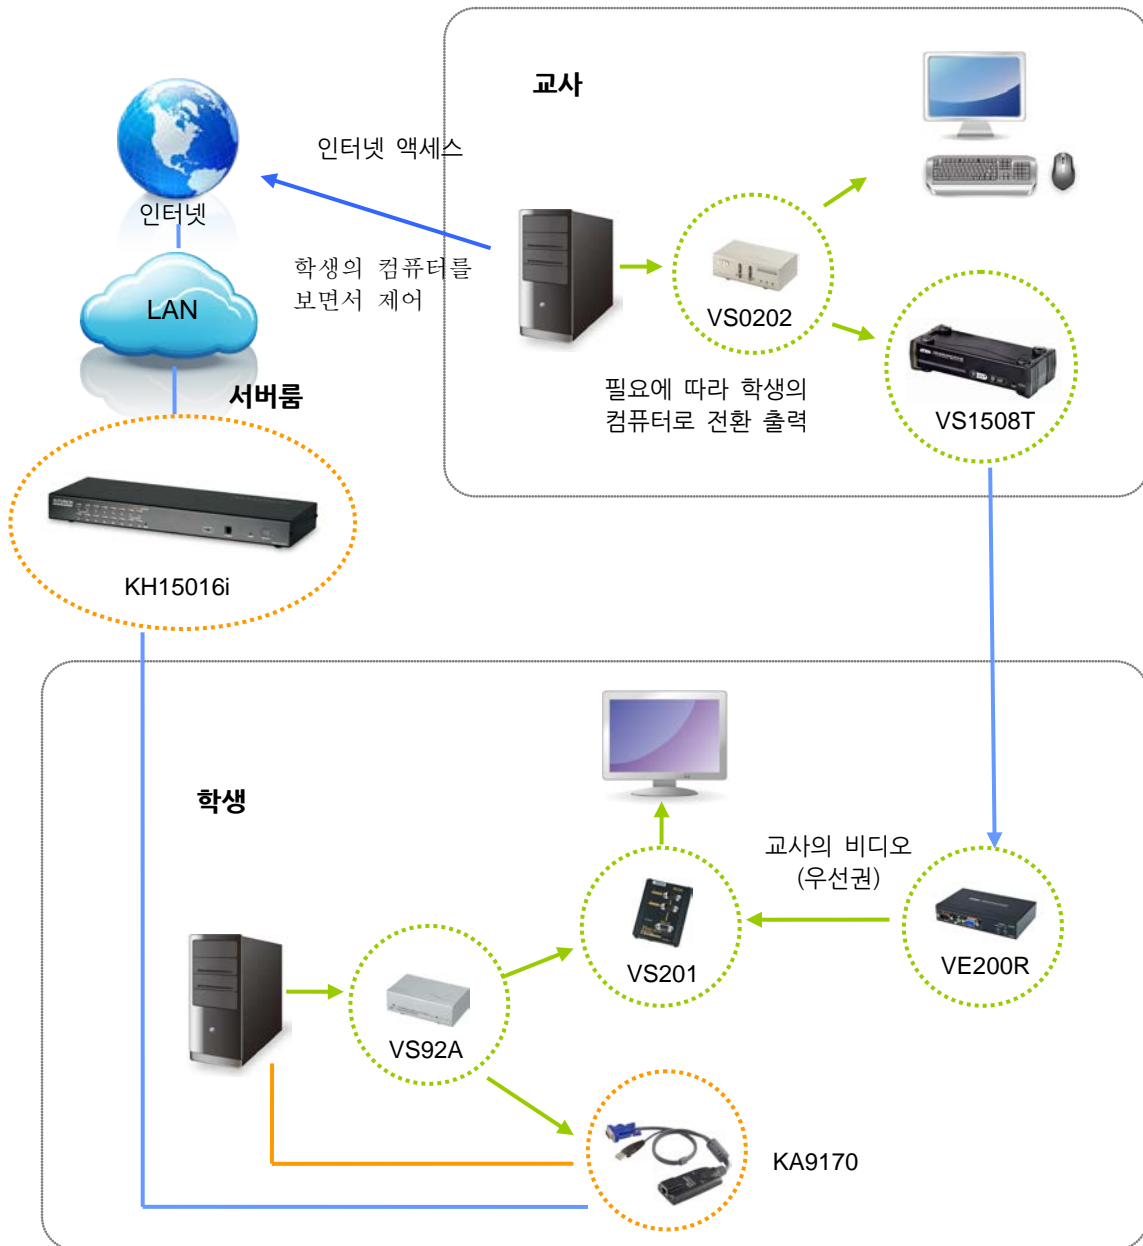 교사
인터넷 액세스
인터넷
학생의 컴퓨터를
보면서 제어
LAN
VS0202
서버룸
필요에 따라 학생의
컴퓨터로 전환 출력
VS1508T
KH15016i
학생
교사의 비디오
(우선권)
VS201
VE200R
VS92A
KA9170